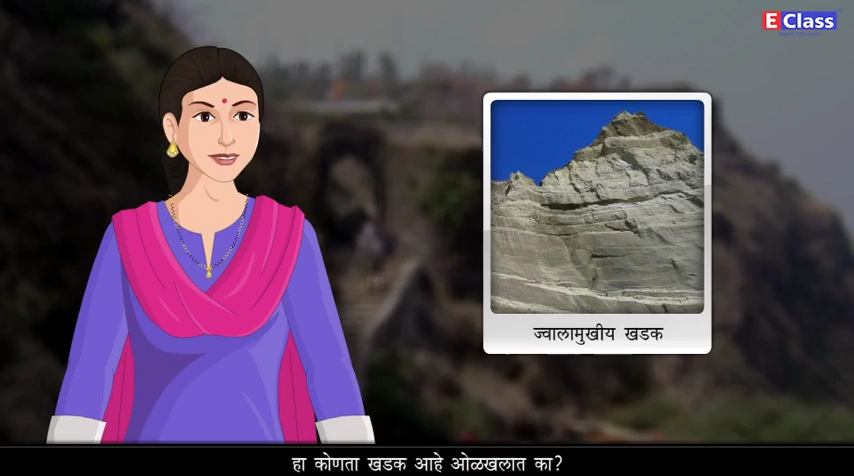 EClass
ज्वालामुखीय खडक
हा कोणता खडक आहे ओळखलात का?